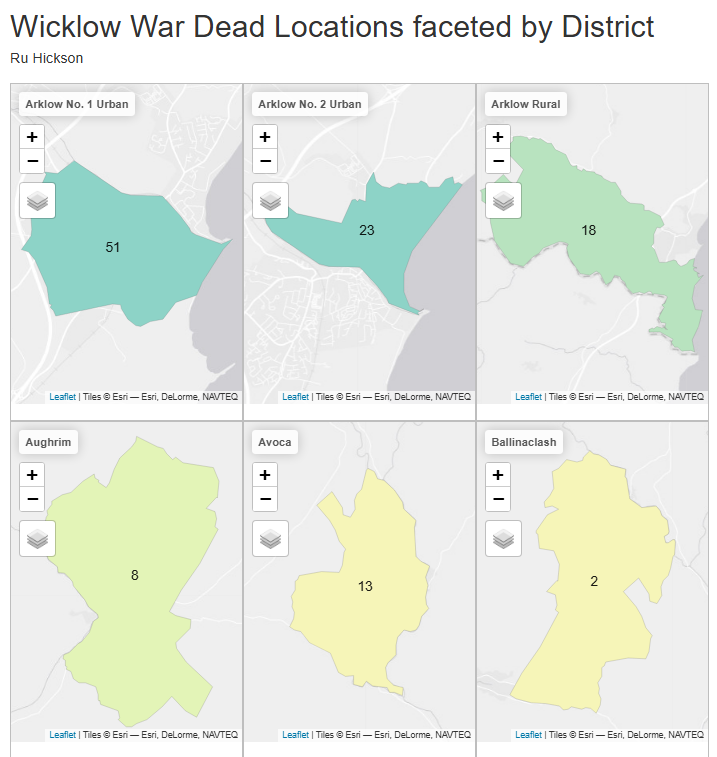 Wicklow War Dead Locations faceted by District
Ru Hickson
Arklow No. 1 Urban
+
−
51
Leaflet | Tiles © Esri — Esri, DeLorme, NAVTEQ
Arklow No. 2 Urban
+
−
23
Leaflet | Tiles © Esri — Esri, DeLorme, NAVTEQ
Arklow Rural
+
−
18
Leaflet | Tiles © Esri — Esri, DeLorme, NAVTEQ
Aughrim
+
−
8
Leaflet | Tiles © Esri — Esri, DeLorme, NAVTEQ
Avoca
+
−
13
Leaflet | Tiles © Esri — Esri, DeLorme, NAVTEQ
Ballinaclash
+
−
2
Leaflet | Tiles © Esri — Esri, DeLorme, NAVTEQ